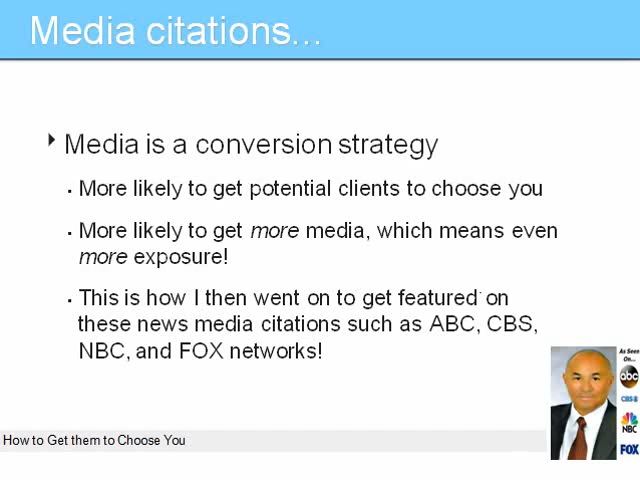 Media citations...
Media is a conversion strategy
More likely to get potential clients to choose you
More likely to get more media, which means even
more exposure!
This is how I then went on to get featured on
these news media citations such as ABC, CBS,
NBC, and FOX networks!
As Seen
On...
abc
CBS 8
NBC
FOX
How to Get them to Choose You